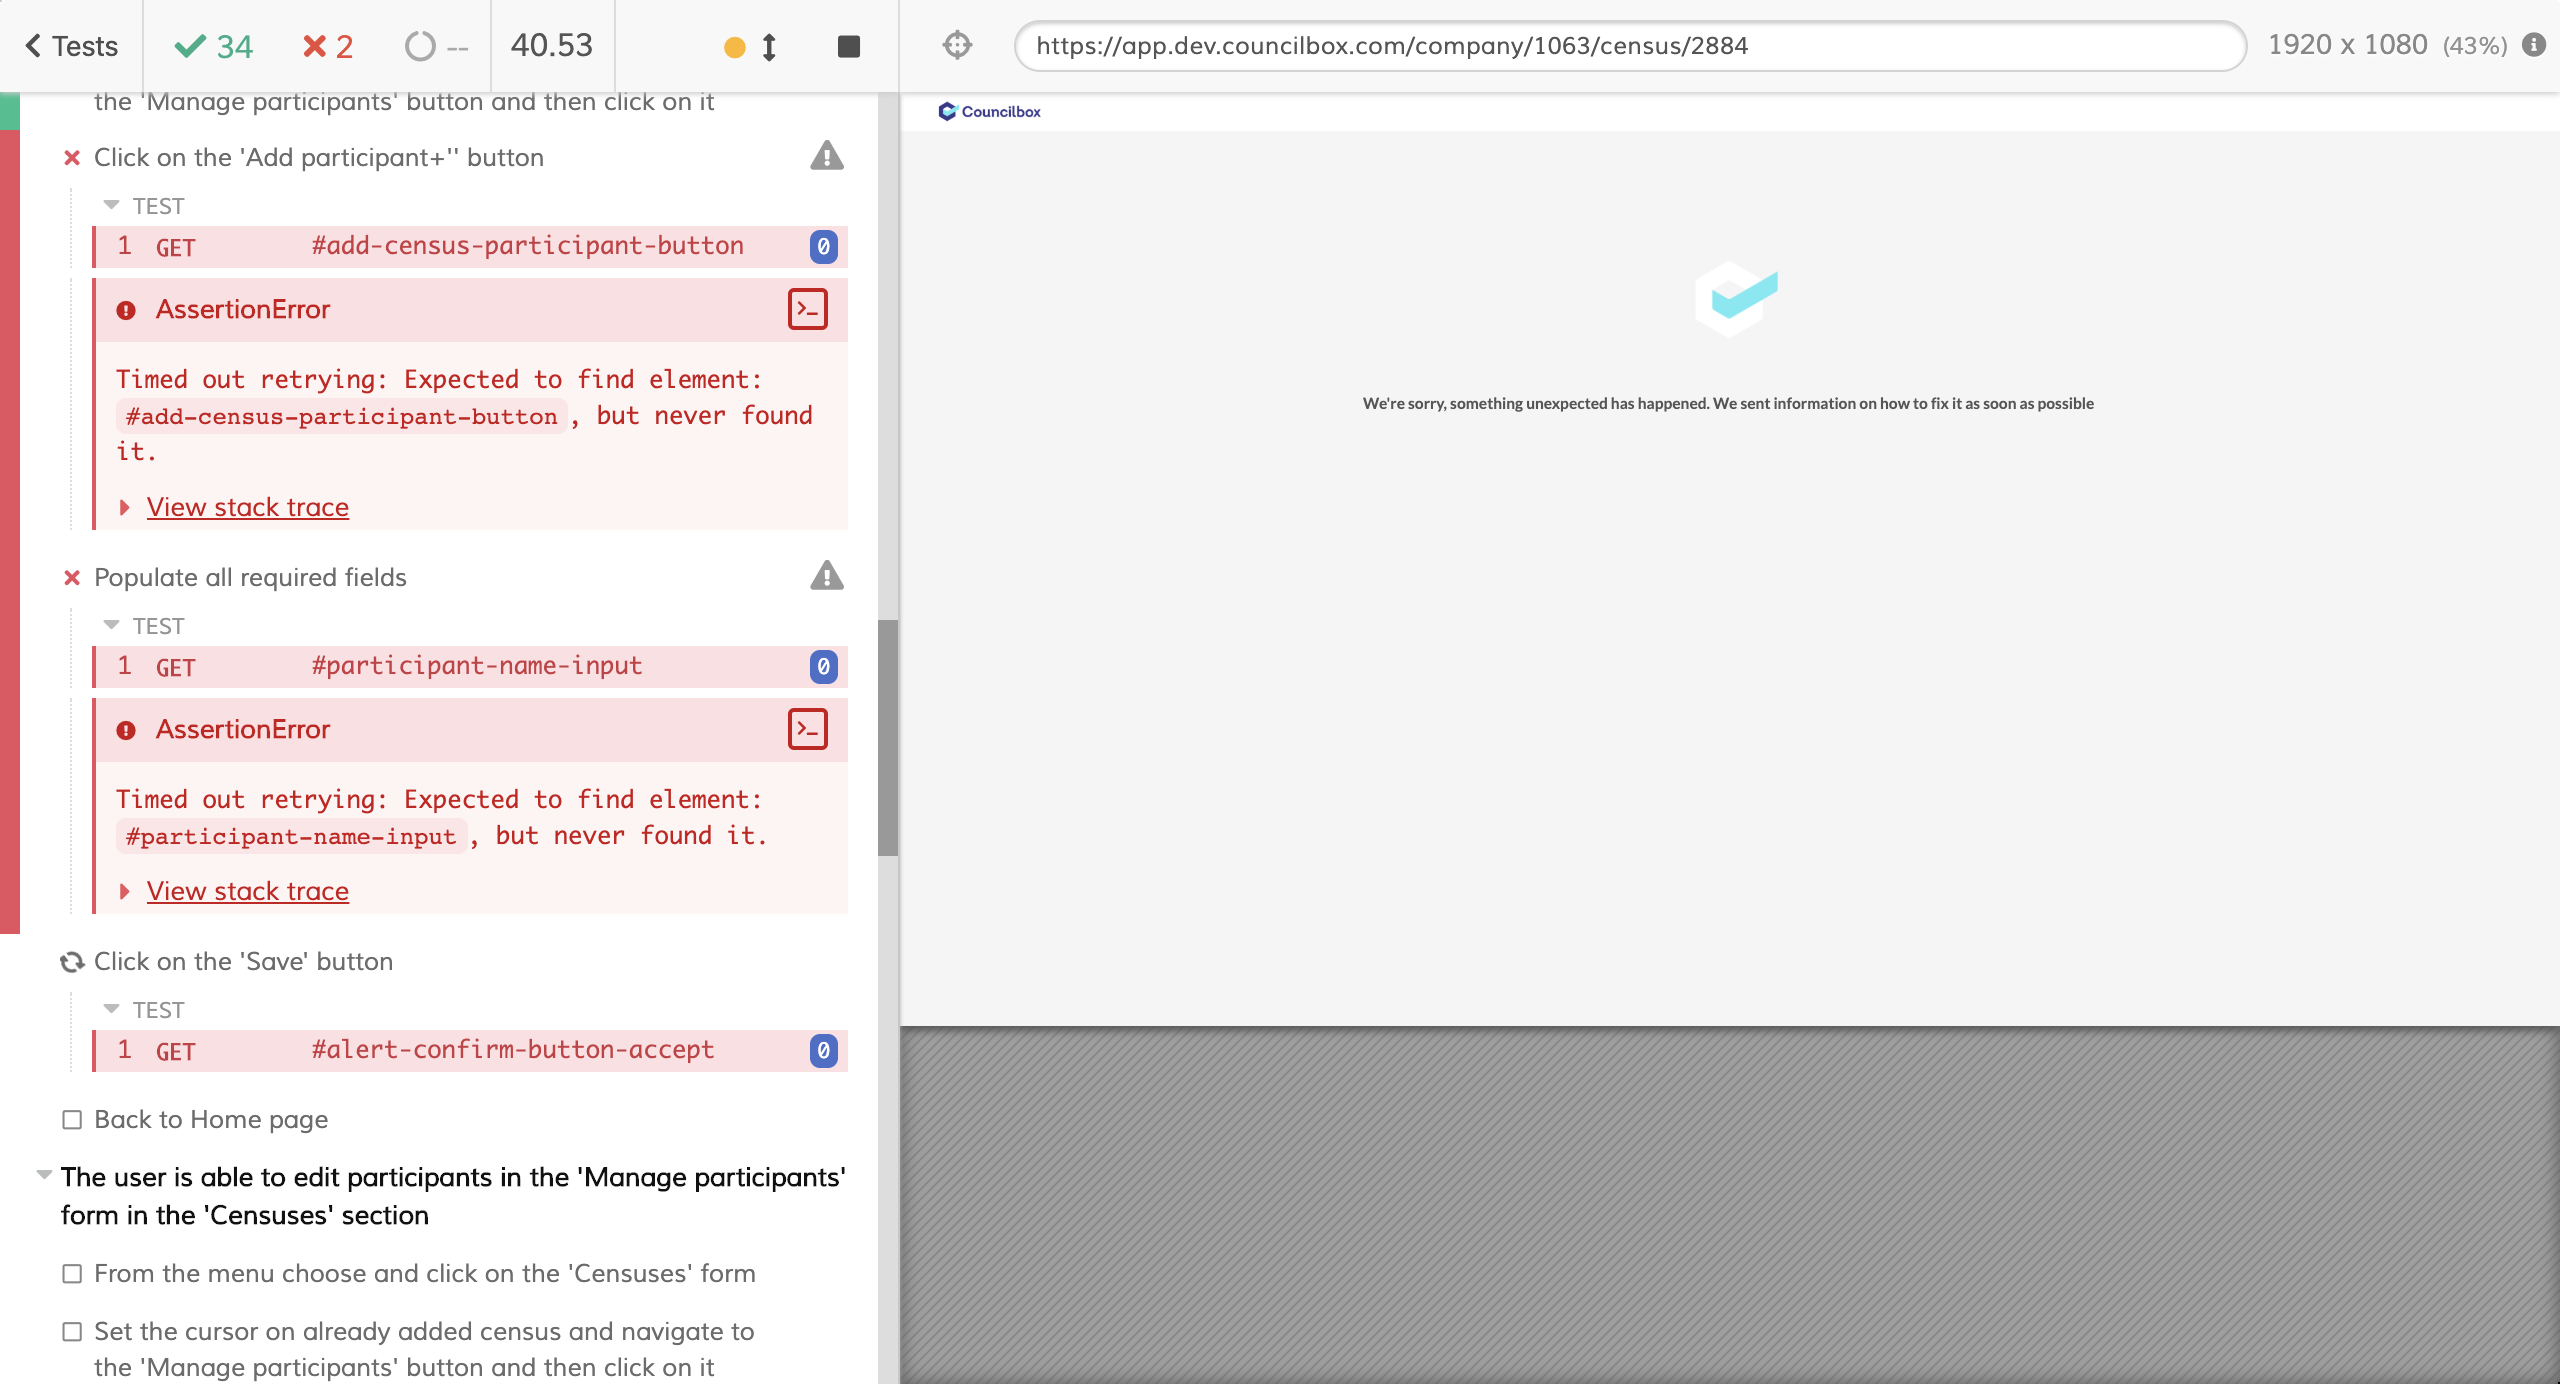 Tests
34
2
--
40.53
https://app.dev.councilbox.com/company/1063/census/2884
1920 x 1080 (43%)
the 'Manage participants' button and then click on it
Click on the 'Add participant+'' button
TEST
1 GET #add-census-participant-button 0
AssertionError
Timed out retrying: Expected to find element:
#add-census-participant-button, but never found
it.
View stack trace
Populate all required fields
TEST
1 GET #participant-name-input 0
AssertionError
Timed out retrying: Expected to find element:
#participant-name-input, but never found it.
View stack trace
Click on the 'Save' button
TEST
1 GET #alert-confirm-button-accept 0
Back to Home page
The user is able to edit participants in the 'Manage participants'
form in the 'Censuses' section
From the menu choose and click on the 'Censuses' form
Set the cursor on already added census and navigate to
the 'Manage participants' button and then click on it
Councilbox
We're sorry, something unexpected has happened. We sent information on how to fix it as soon as possible